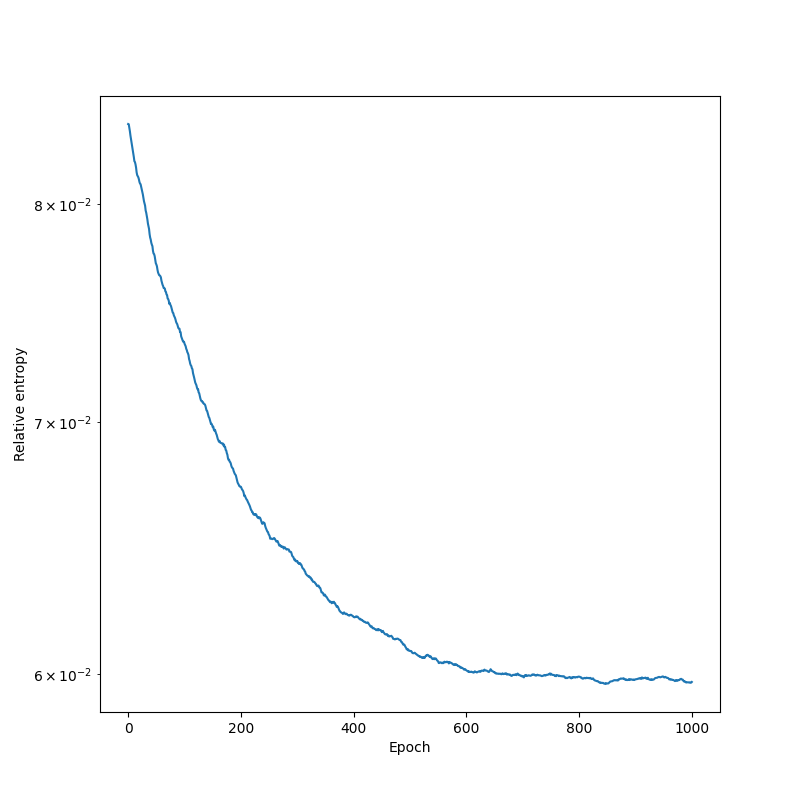 8 × 10⁻²
7 × 10⁻²
6 × 10⁻²
Relative entropy
0 200 400 600 800 1000
Epoch